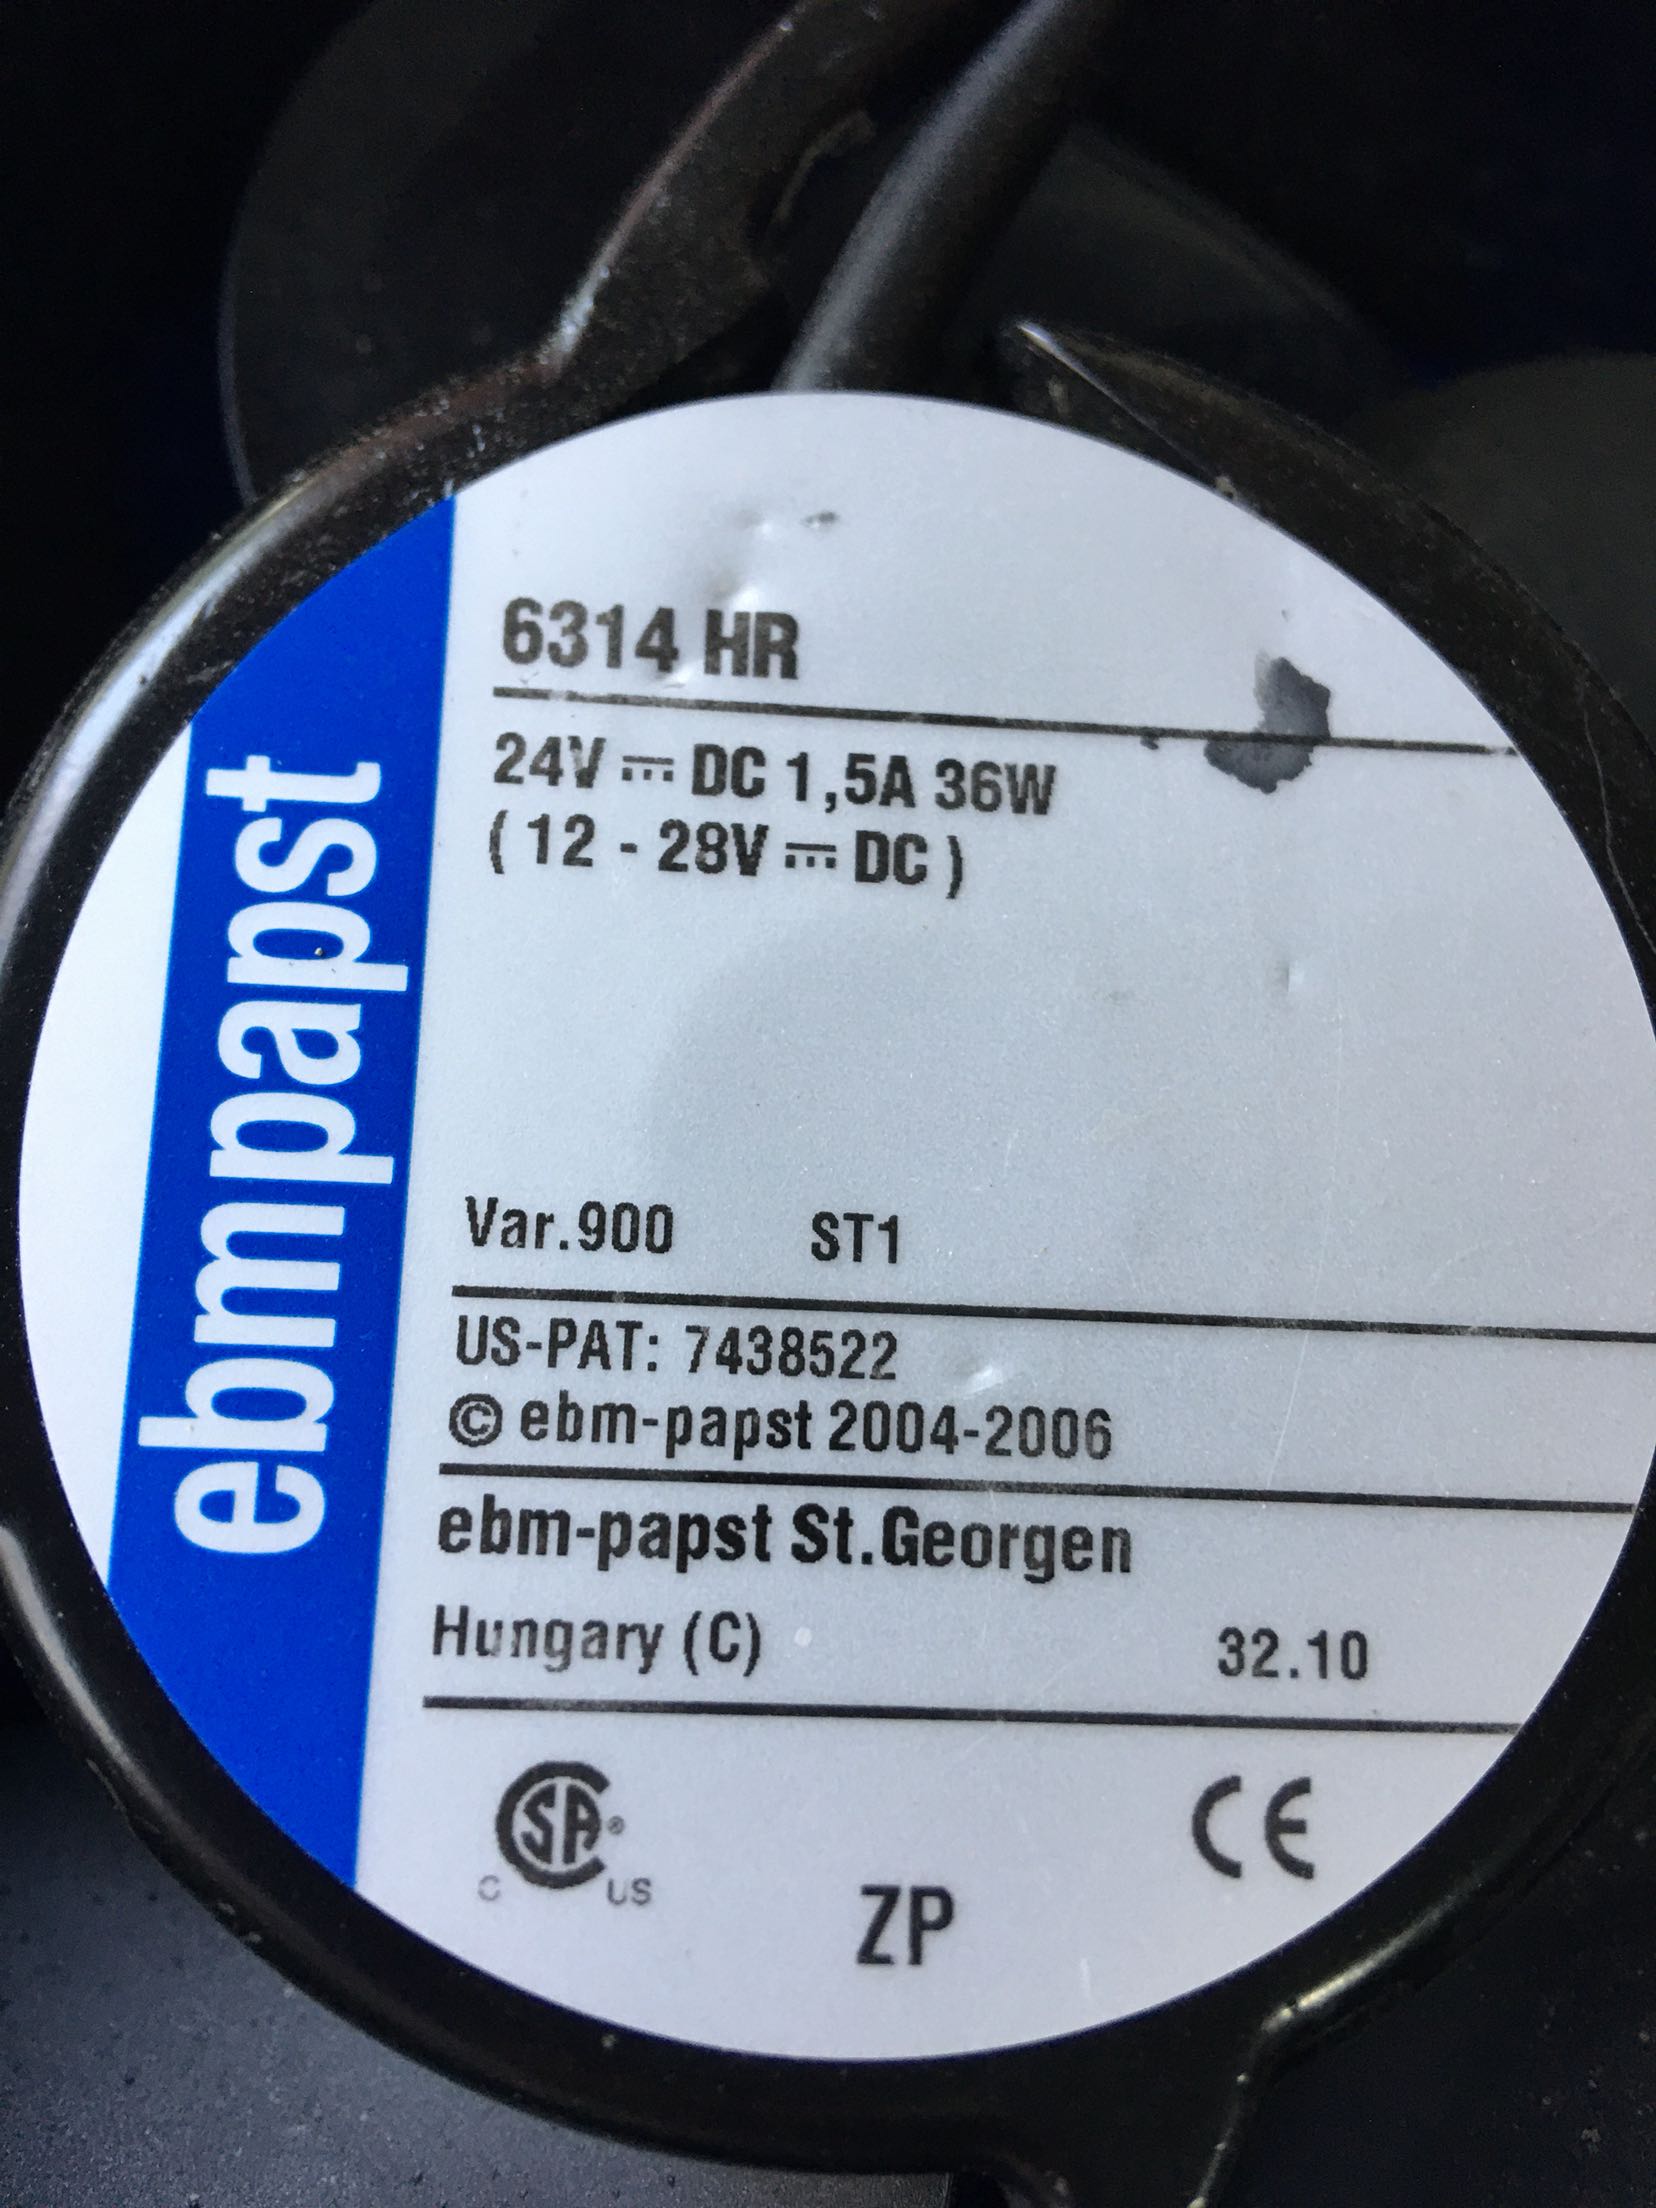 ebmpapst
6314 HR
24V ⎓ DC 1,5A 36W
( 12 - 28V ⎓ DC )
Var.900 ST1
US-PAT: 7438522
© ebm-papst 2004-2006
ebm-papst St.Georgen
Hungary (C) 32.10
CSA ® CE
C US
ZP